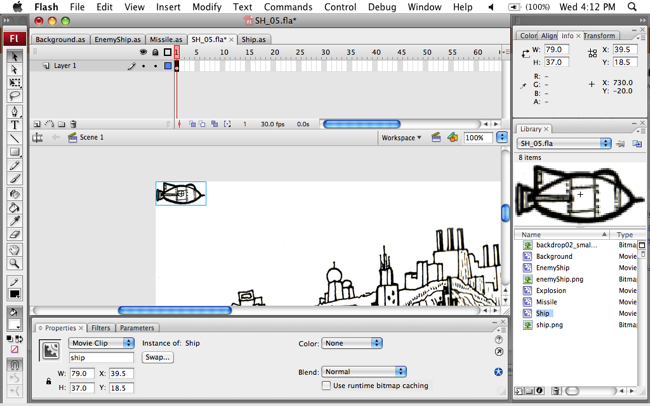 Flash File Edit View Insert Modify Text Commands Control Debug Window (100%) Wed 4:12 PM
SH_05.fla*
Fl
Background.as EnemyShip.as Missile.as SH_05.fla* Ship.as
1 5 10 15 20 25 30 35 40 45 50 55 60
Layer 1
1 30.0 fps 0.0s
Scene 1
Workspace 100%
Properties Filters Parameters
Movie Clip Instance of: Ship Color: None
ship Swap...
W: 79.0 X: 39.5 Blend: Normal
H: 37.0 Y: 18.5 Use runtime bitmap caching
Color Align Info Transform
W: 79.0 X: 39.5
H: 37.0 Y: 18.5
R: –
G: – X: 730.0
B: – Y: –20.0
A: –
Library
SH_05.fla
8 items
Name Type
backdrop02_smal... Bitma
Background Movie
EnemyShip Movie
enemyShip.png Bitma
Explosion Movie
Missile Movie
Ship Movie
ship.png Bitma